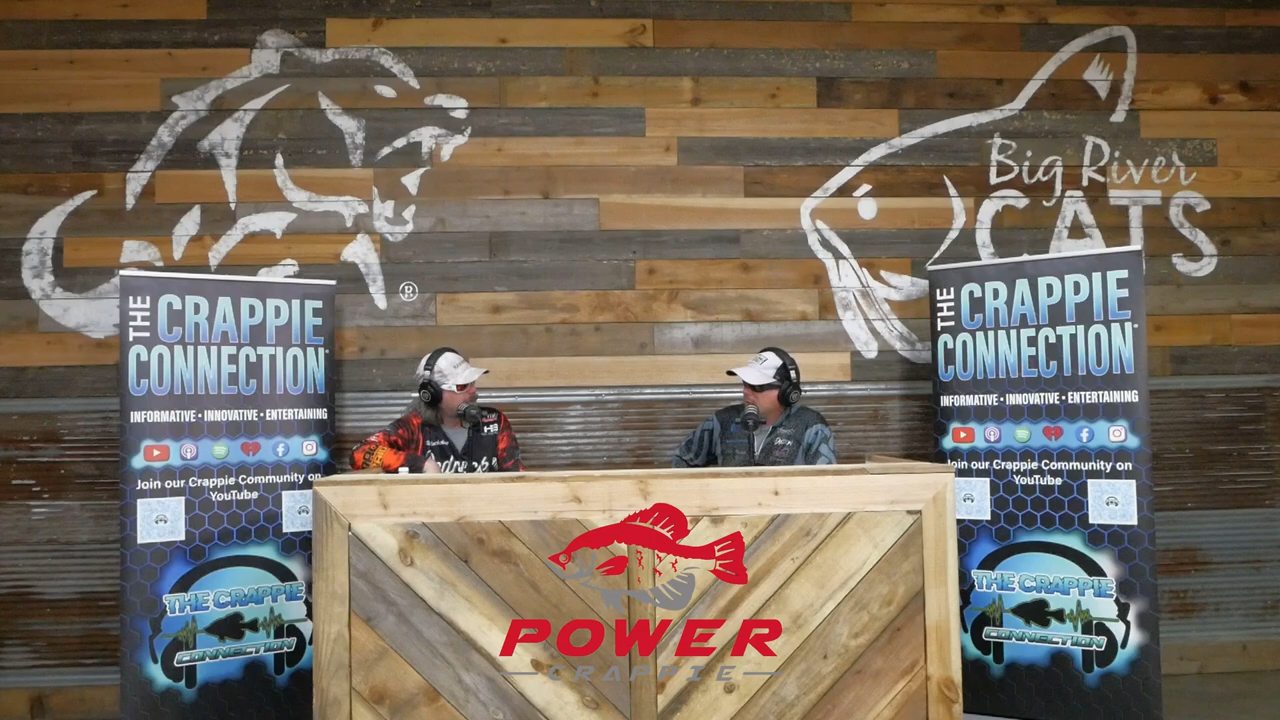 ®
Big River
CATS
THE
CRAPPIE
CONNECTION
INFORMATIVE • INNOVATIVE • ENTERTAINING
Join our Crappie Community on
YouTube
THE CRAPPIE
CONNECTION
THE
CRAPPIE
CONNECTION
INFORMATIVE • INNOVATIVE • ENTERTAINING
Join our Crappie Community on
YouTube
THE CRAPPIE
CONNECTION
POWER
CRAPPIE